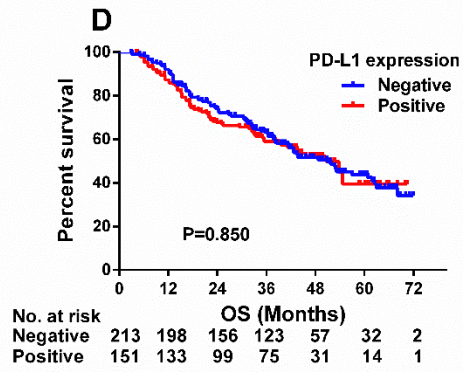 D
PD-L1 expression
Negative
Positive
Percent survival
100
80
60
40
20
0
P=0.850
0 12 24 36 48 60 72
OS (Months)
No. at risk
Negative 213 198 156 123 57 32 2
Positive 151 133 99 75 31 14 1